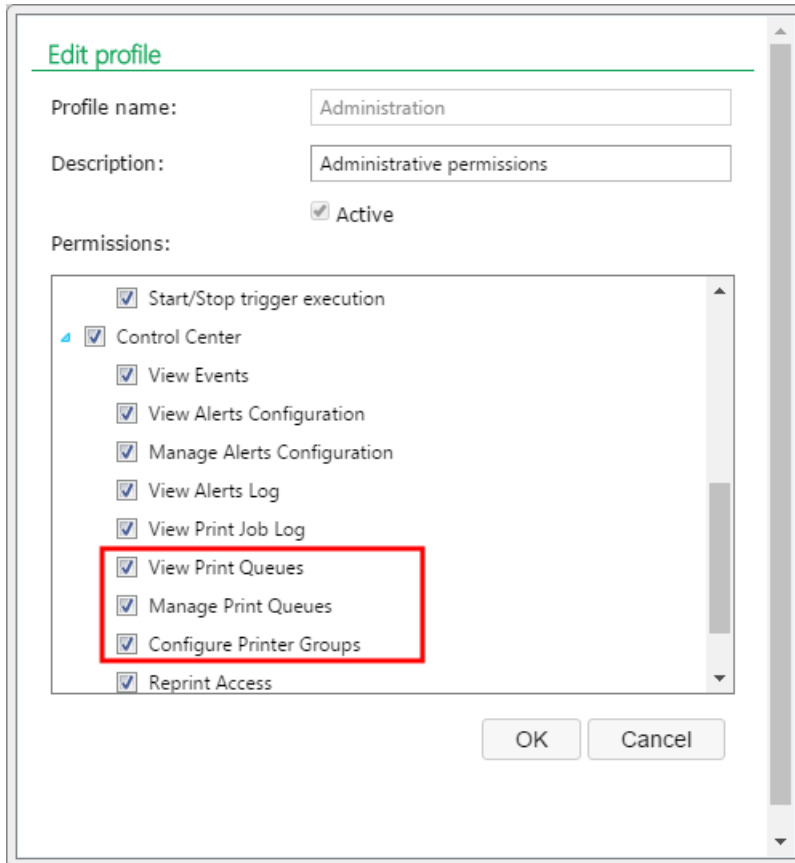 Edit profile
Profile name: Administration
Description: Administrative permissions
Active
Permissions:
Start/Stop trigger execution
Control Center
View Events
View Alerts Configuration
Manage Alerts Configuration
View Alerts Log
View Print Job Log
View Print Queues
Manage Print Queues
Configure Printer Groups
Reprint Access
OK Cancel